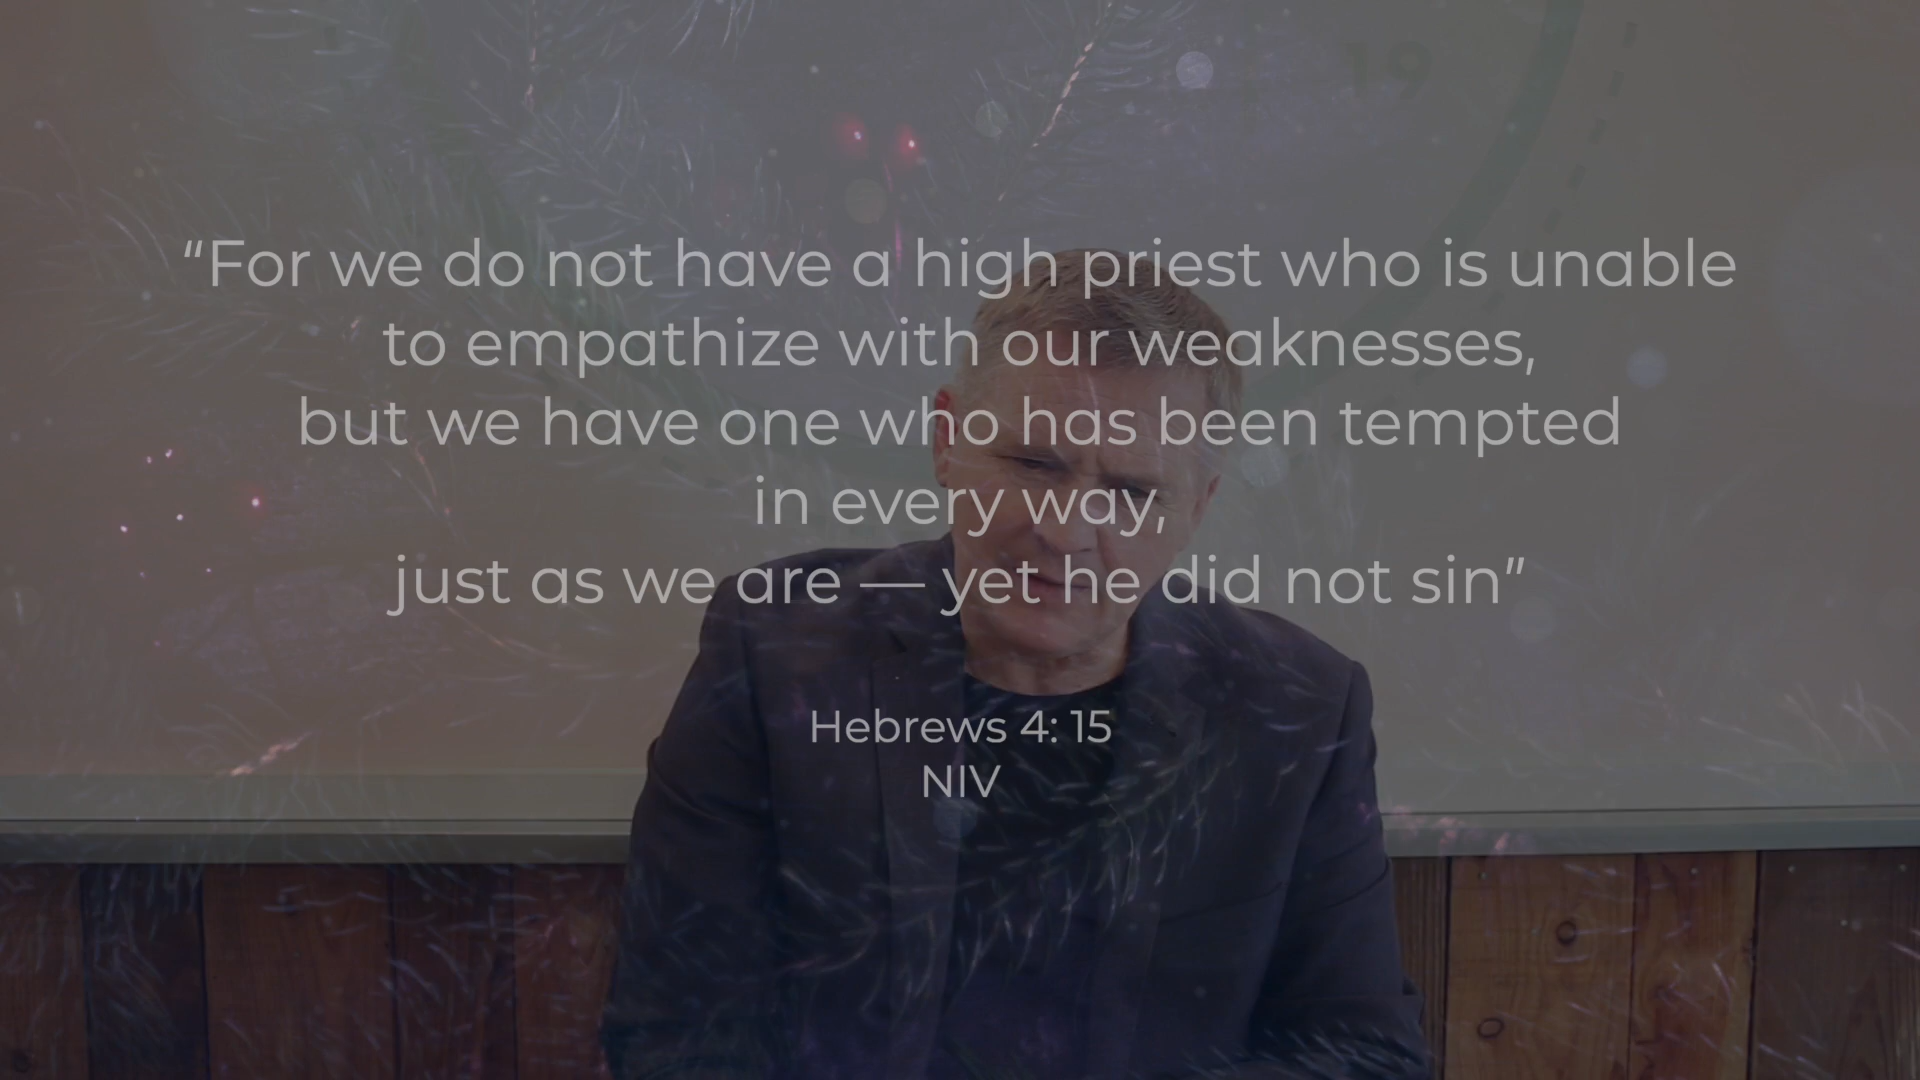 19
“For we do not have a high priest who is unable
to empathize with our weaknesses,
but we have one who has been tempted
in every way,
just as we are — yet he did not sin”
Hebrews 4: 15
NIV